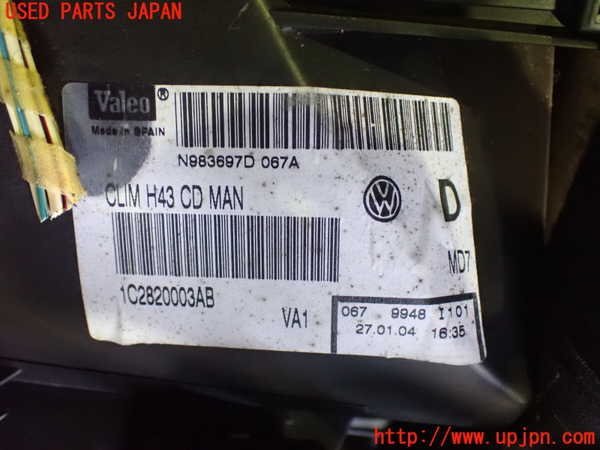 USED PARTS JAPAN
Valeo ®
Made in SPAIN
N983697D 067A
CLIM H43 CD MAN
D
MD7
1C2820003AB
VA1
067 9948 I101
27.01.04 16:35
http://www.upjpn.com/